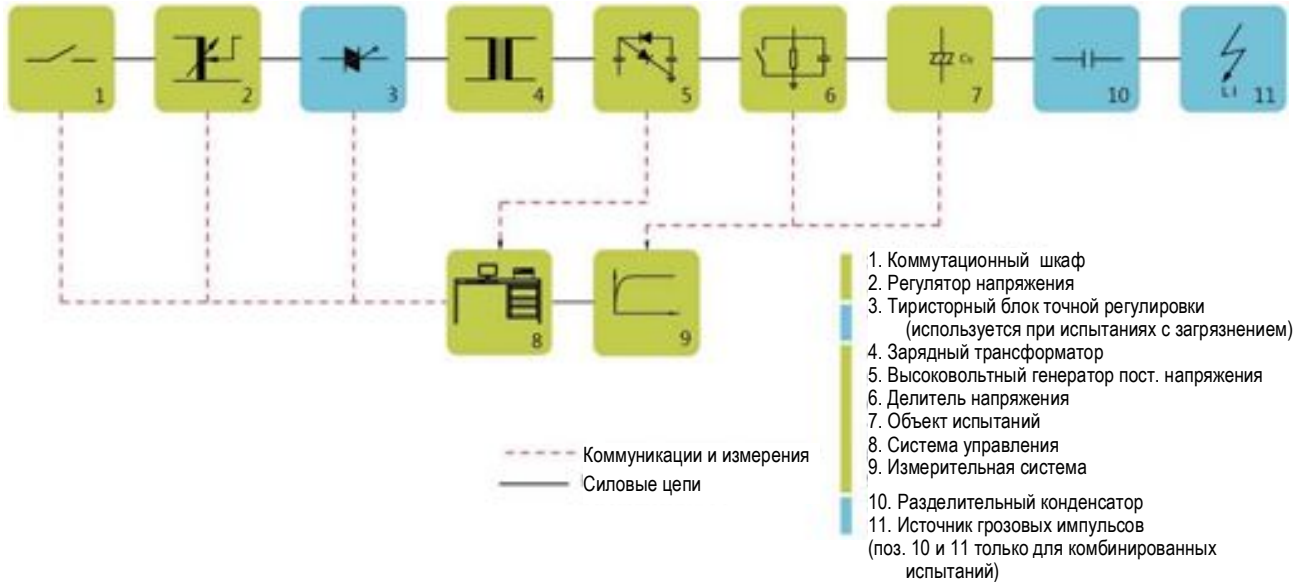 1
2
3
4
5
6
Cx
7
10
LI
11
8
9
1. Коммутационный шкаф
2. Регулятор напряжения
3. Тиристорный блок точной регулировки
(используется при испытаниях с загрязнением)
4. Зарядный трансформатор
5. Высоковольтный генератор пост. напряжения
6. Делитель напряжения
7. Объект испытаний
8. Система управления
9. Измерительная система
10. Разделительный конденсатор
11. Источник грозовых импульсов
(поз. 10 и 11 только для комбинированных
испытаний)
Коммуникации и измерения
Силовые цепи